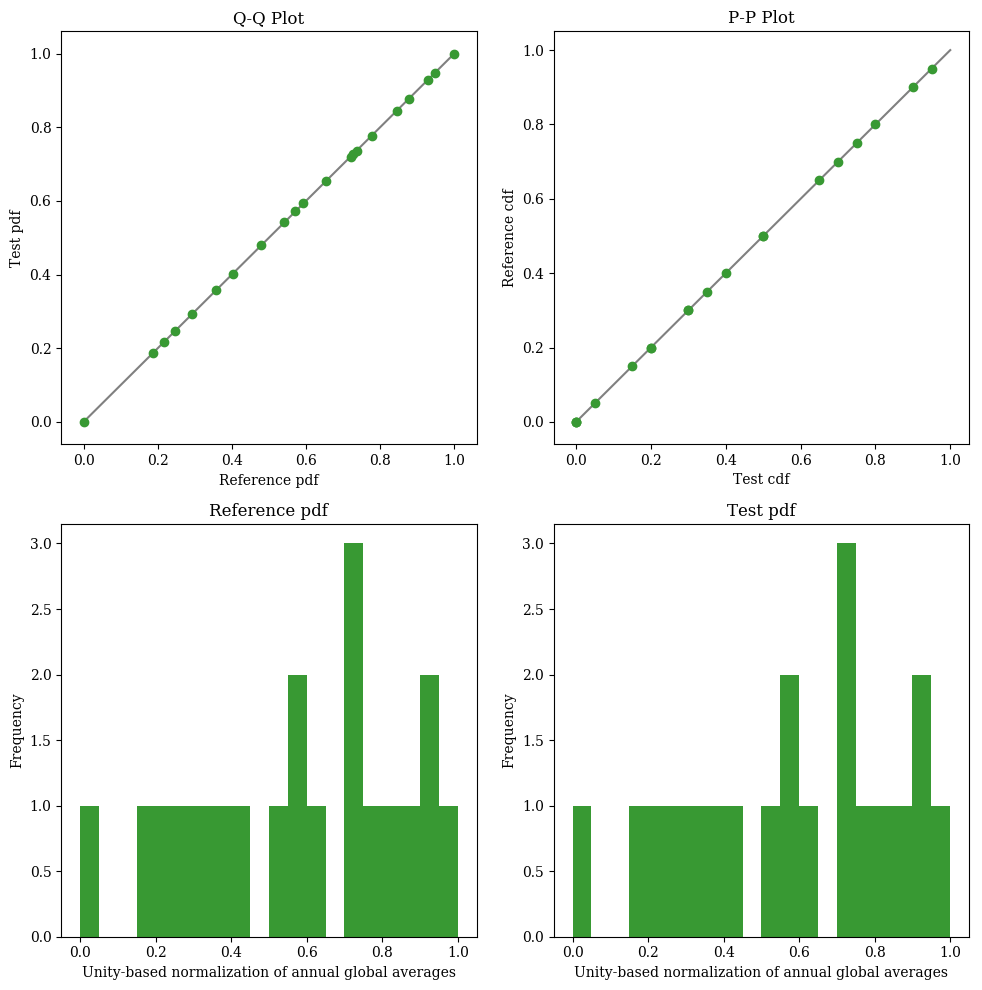 Q-Q Plot
1.0
0.8
0.6
0.4
0.2
0.0
Test pdf
0.0 0.2 0.4 0.6 0.8 1.0
Reference pdf
P-P Plot
1.0
0.8
0.6
0.4
0.2
0.0
Reference cdf
0.0 0.2 0.4 0.6 0.8 1.0
Test cdf
Reference pdf
3.0
2.5
2.0
1.5
1.0
0.5
0.0
Frequency
0.0 0.2 0.4 0.6 0.8 1.0
Unity-based normalization of annual global averages
Test pdf
3.0
2.5
2.0
1.5
1.0
0.5
0.0
Frequency
0.0 0.2 0.4 0.6 0.8 1.0
Unity-based normalization of annual global averages